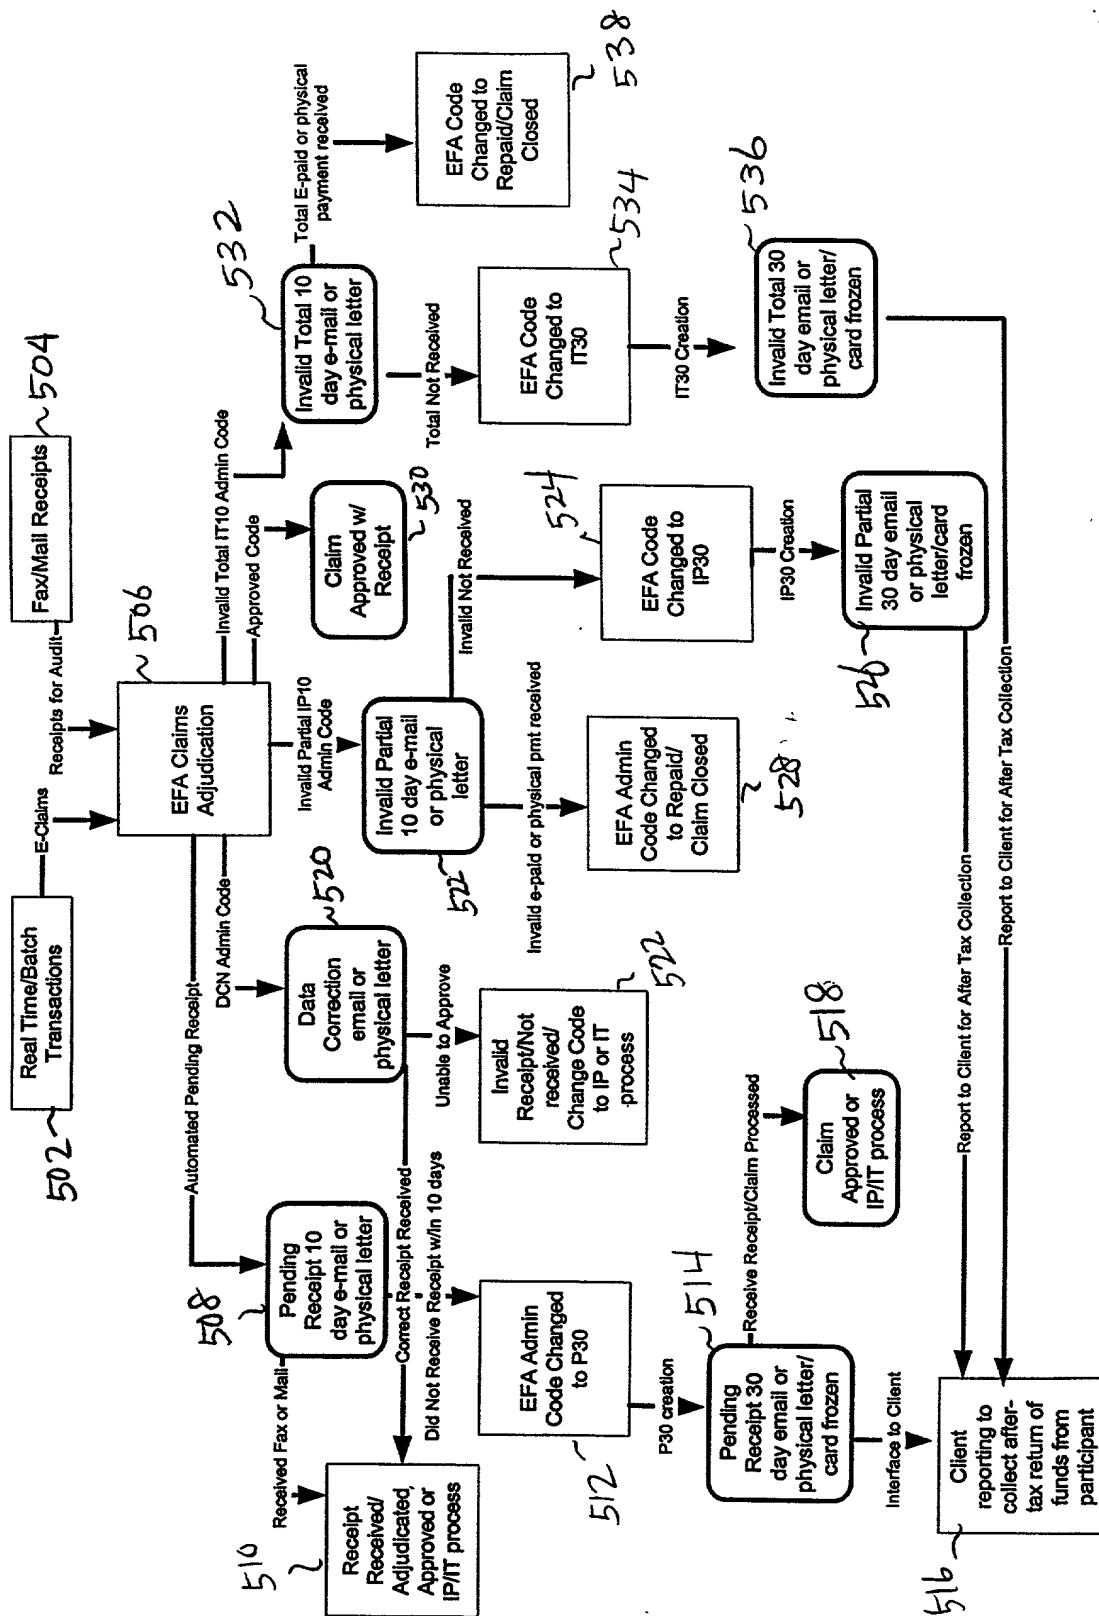 502
Real Time/Batch
Transactions
E-Claims
Fax/Mail Receipts
504
Receipts for Audit
506
EFA Claims
Adjudication
Automated Pending Receipt
DCN Admin Code
Invalid Partial IP10
Admin Code
Approved Code
Invalid Total IT10 Admin Code
508
Pending
Receipt 10
day e-mail or
physical letter
520
Data
Correction
email or
physical letter
522
Invalid Partial
10 day e-mail
or physical
letter
Claim
Approved w/
Receipt
530
532
Invalid Total 10
day e-mail or
physical letter
Total E-paid or physical
payment received
Received Fax or Mail
Correct Receipt Received
Did Not Receive Receipt w/in 10 days
Unable to Approve
Invalid e-paid or physical pmt received
Invalid Not Received
Total Not Received
EFA Code
Changed to
Repaid/Claim
Closed
538
510
Receipt
Received/
Adjudicated,
Approved or
IP/IT process
512
EFA Admin
Code Changed
to P30
Invalid
Receipt/Not
received/
Change Code
to IP or IT
process
522
EFA Admin
Code Changed
to Repaid/
Claim Closed
528
524
EFA Code
Changed to
IP30
EFA Code
Changed to
IT30
534
P30 creation
IP30 Creation
IT30 Creation
514
Pending
Receipt 30
day email or
physical letter/
card frozen
Receive Receipt/Claim Processed
Claim
Approved or
IP/IT process
518
526
Invalid Partial
30 day email
or physical
letter/card
frozen
Invalid Total 30
day email or
physical letter/
card frozen
536
Interface to Client
Report to Client for After Tax Collection
Report to Client for After Tax Collection
516
Client
reporting to
collect after-
tax return of
funds from
participant